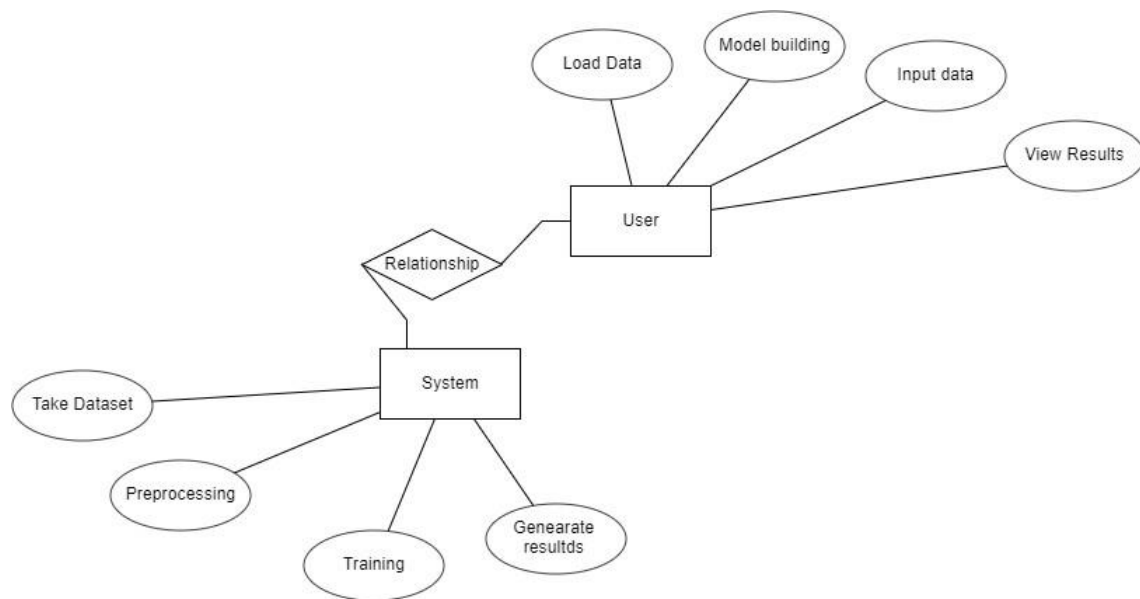 Model building
Load Data
Input data
View Results
User
Relationship
System
Take Dataset
Preprocessing
Genearate
resultds
Training